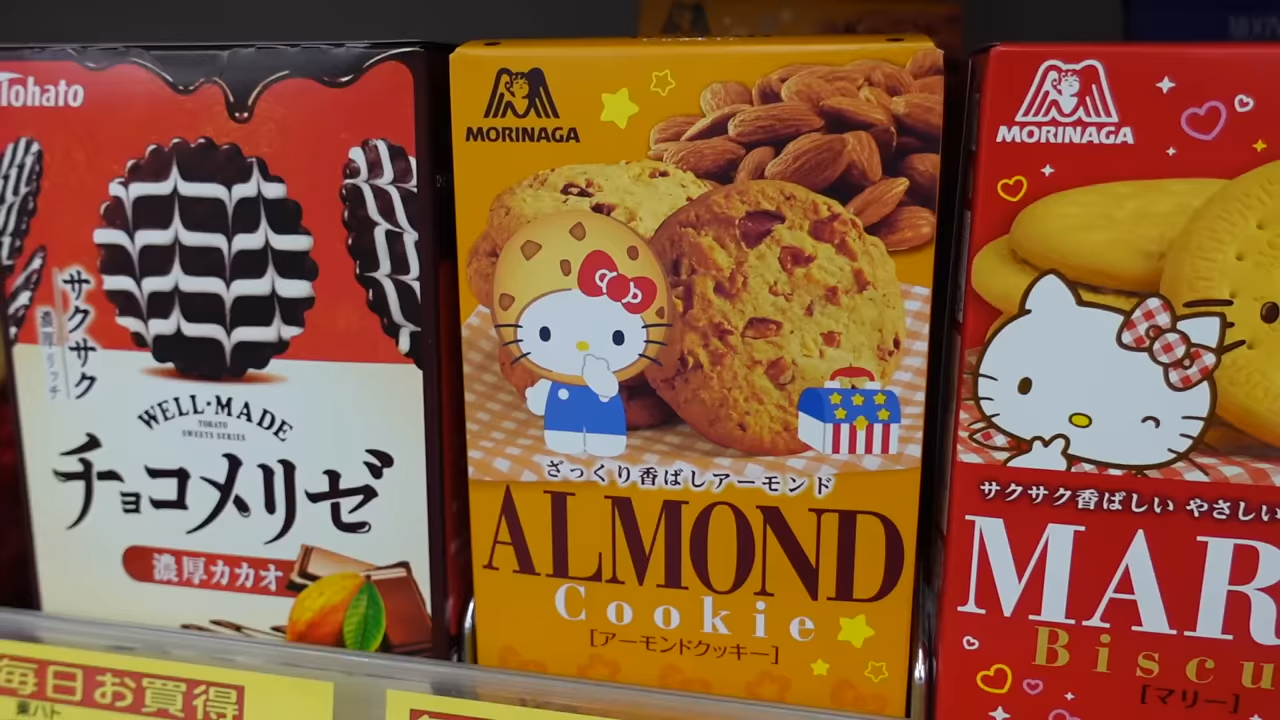 Tohato
サクサク
濃厚リッチ
WELL-MADE
TOHATO
SWEETS SERIES
チョコメリゼ
濃厚カカオ
毎日お買得
東ハト
MORINAGA
ざっくり香ばしアーモンド
ALMOND
Cookie
[アーモンドクッキー]
MORINAGA
サクサク香ばしい やさしい
MAR
Biscu
[マリー]